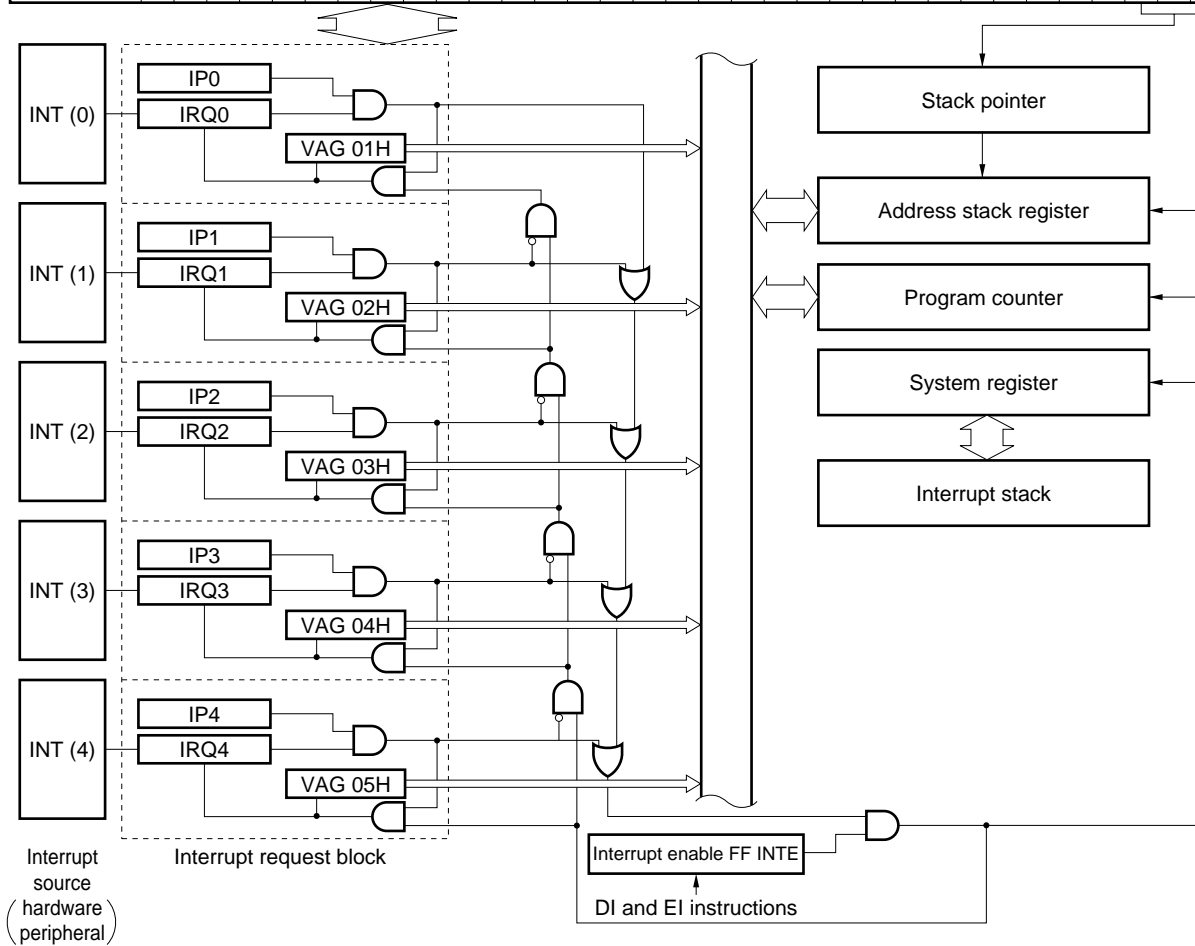 INT (0)
IP0
IRQ0
VAG 01H
INT (1)
IP1
IRQ1
VAG 02H
INT (2)
IP2
IRQ2
VAG 03H
INT (3)
IP3
IRQ3
VAG 04H
INT (4)
IP4
IRQ4
VAG 05H
Stack pointer
Address stack register
Program counter
System register
Interrupt stack
Interrupt enable FF INTE
DI and EI instructions
Interrupt request block
Interrupt
source
(hardware
peripheral)